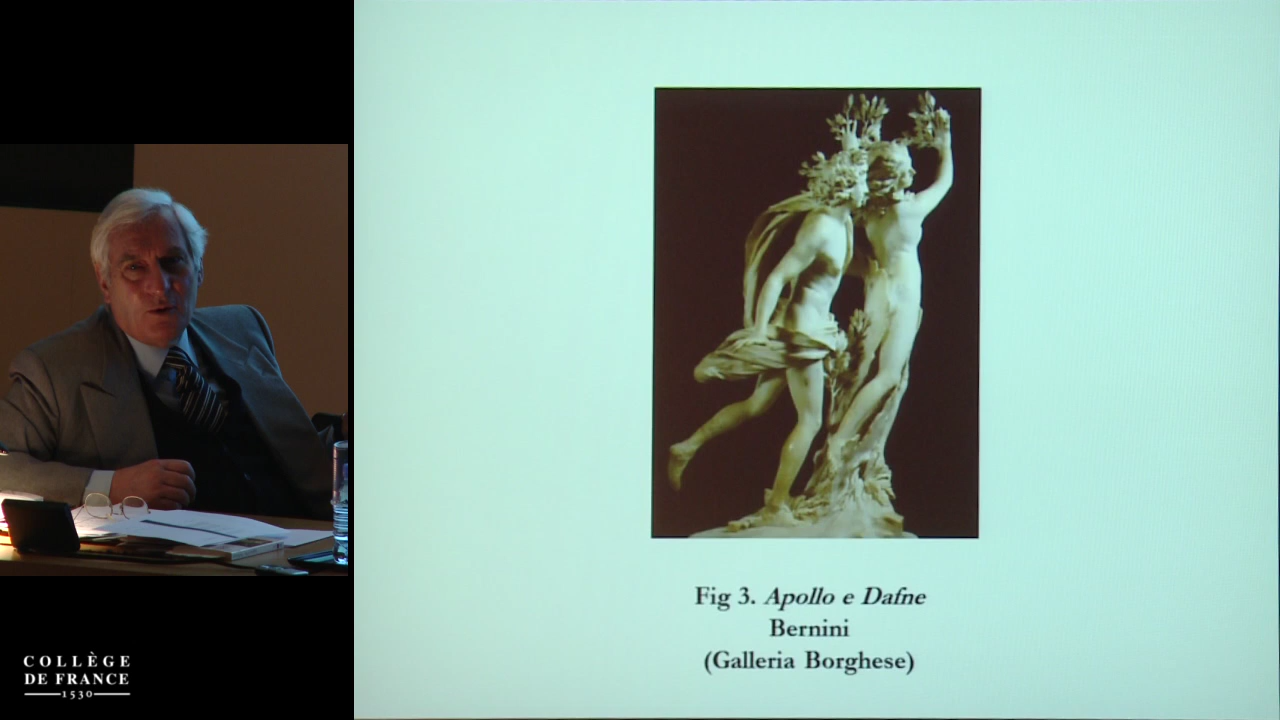 COLLÈGE
DE FRANCE
1530
Fig 3. Apollo e Dafne
Bernini
(Galleria Borghese)